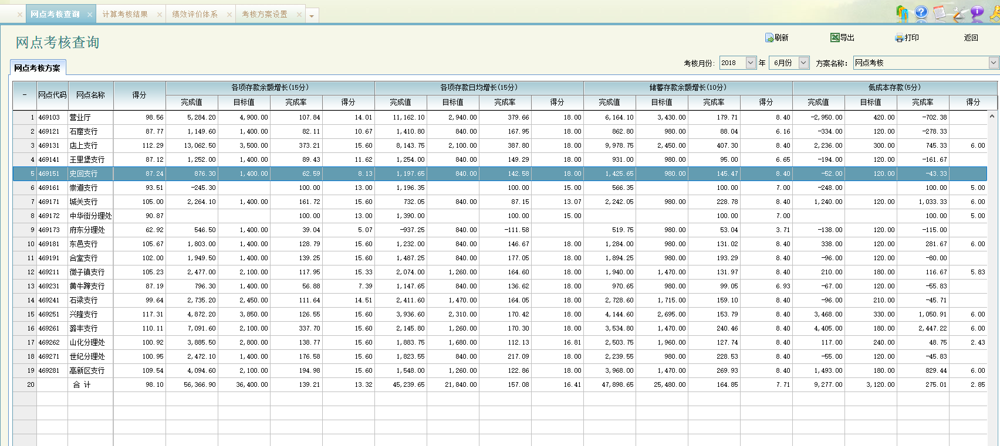 网点考核查询 × 计算考核结果 × 绩效评价体系 × 考核方案设置 ×
网点考核查询
刷新 导出 打印 返回
考核月份: 2018 年 6月份 方案名称: 网点考核
网点考核方案
- 网点代码 网点名称 得分 各项存款余额增长(15分) 各项存款日均增长(15分) 储蓄存款余额增长(10分) 低成本存款(5分)
完成值 目标值 完成率 得分 完成值 目标值 完成率 得分 完成值 目标值 完成率 得分 完成值 目标值 完成率 得分
1 469103 营业厅 98.56 5,284.20 4,900.00 107.84 14.01 11,162.10 2,940.00 379.66 18.00 6,164.10 3,430.00 179.71 8.40 -2,950.00 420.00 -702.38
2 469121 石窟支行 87.77 1,149.60 1,400.00 82.11 10.67 1,410.80 840.00 167.95 18.00 862.80 980.00 88.04 6.16 -334.00 120.00 -278.33
3 469131 店上支行 112.29 13,062.50 3,500.00 373.21 15.60 8,143.75 2,100.00 387.80 18.00 9,978.75 2,450.00 407.30 8.40 2,236.00 300.00 745.33 6.00
4 469141 王里堡支行 87.12 1,252.00 1,400.00 89.43 11.62 1,254.00 840.00 149.29 18.00 931.00 980.00 95.00 6.65 -194.00 120.00 -161.67
5 469151 史回支行 87.24 876.30 1,400.00 62.59 8.13 1,197.65 840.00 142.58 18.00 1,425.65 980.00 145.47 8.40 -52.00 120.00 -43.33
6 469161 崇道支行 93.51 -245.30 100.00 13.00 1,196.35 100.00 15.00 566.35 100.00 7.00 -248.00 100.00 5.00
7 469171 城关支行 105.00 2,264.10 1,400.00 161.72 15.60 732.05 840.00 87.15 13.07 2,242.05 980.00 228.78 8.40 1,240.00 120.00 1,033.33 6.00
8 469172 中华街分理处 90.87 100.00 13.00 1,390.00 100.00 15.00 100.00 7.00 100.00 5.00
9 469173 府东分理处 62.92 546.50 1,400.00 39.04 5.07 -937.25 840.00 -111.58 519.75 980.00 53.04 3.71 -138.00 120.00 -115.00
10 469181 东邑支行 105.67 1,803.00 1,400.00 128.79 15.60 1,232.00 840.00 146.67 18.00 1,284.00 980.00 131.02 8.40 338.00 120.00 281.67 6.00
11 469191 合室支行 102.00 1,949.50 1,400.00 139.25 15.60 1,487.25 840.00 177.05 18.00 1,894.25 980.00 193.29 8.40 -96.00 120.00 -80.00
12 469211 微子镇支行 105.23 2,477.00 2,100.00 117.95 15.33 2,074.00 1,260.00 164.60 18.00 1,940.00 1,470.00 131.97 8.40 210.00 180.00 116.67 5.83
13 469231 黄牛蹄支行 87.19 796.30 1,400.00 56.88 7.39 1,147.65 840.00 136.62 18.00 970.65 980.00 99.05 6.93 -67.00 120.00 -55.83
14 469241 石梁支行 99.64 2,735.20 2,450.00 111.64 14.51 2,411.60 1,470.00 164.05 18.00 2,728.60 1,715.00 159.10 8.40 -96.00 210.00 -45.71
15 469251 兴隆支行 117.31 4,872.20 3,850.00 126.55 15.60 3,936.60 2,310.00 170.42 18.00 4,144.60 2,695.00 153.79 8.40 3,468.00 330.00 1,050.91 6.00
16 469261 潞丰支行 110.11 7,091.60 2,100.00 337.70 15.60 2,145.80 1,260.00 170.30 18.00 3,534.80 1,470.00 240.46 8.40 4,405.00 180.00 2,447.22 6.00
17 469262 山化分理处 100.92 3,885.50 2,800.00 138.77 15.60 1,883.75 1,680.00 112.13 16.81 2,503.75 1,960.00 127.74 8.40 117.00 240.00 48.75 2.43
18 469271 世纪分理处 100.95 2,472.10 1,400.00 176.58 15.60 1,823.55 840.00 217.09 18.00 2,239.55 980.00 228.53 8.40 -55.00 120.00 -45.83
19 469281 高新区支行 109.54 4,094.60 2,100.00 194.98 15.60 1,548.00 1,260.00 122.86 18.00 3,968.00 1,470.00 269.93 8.40 1,493.00 180.00 829.44 6.00
20 合 计 98.10 56,366.90 36,400.00 139.21 13.32 45,239.65 21,840.00 157.08 16.41 47,898.65 25,480.00 164.85 7.71 9,277.00 3,120.00 275.01 2.85